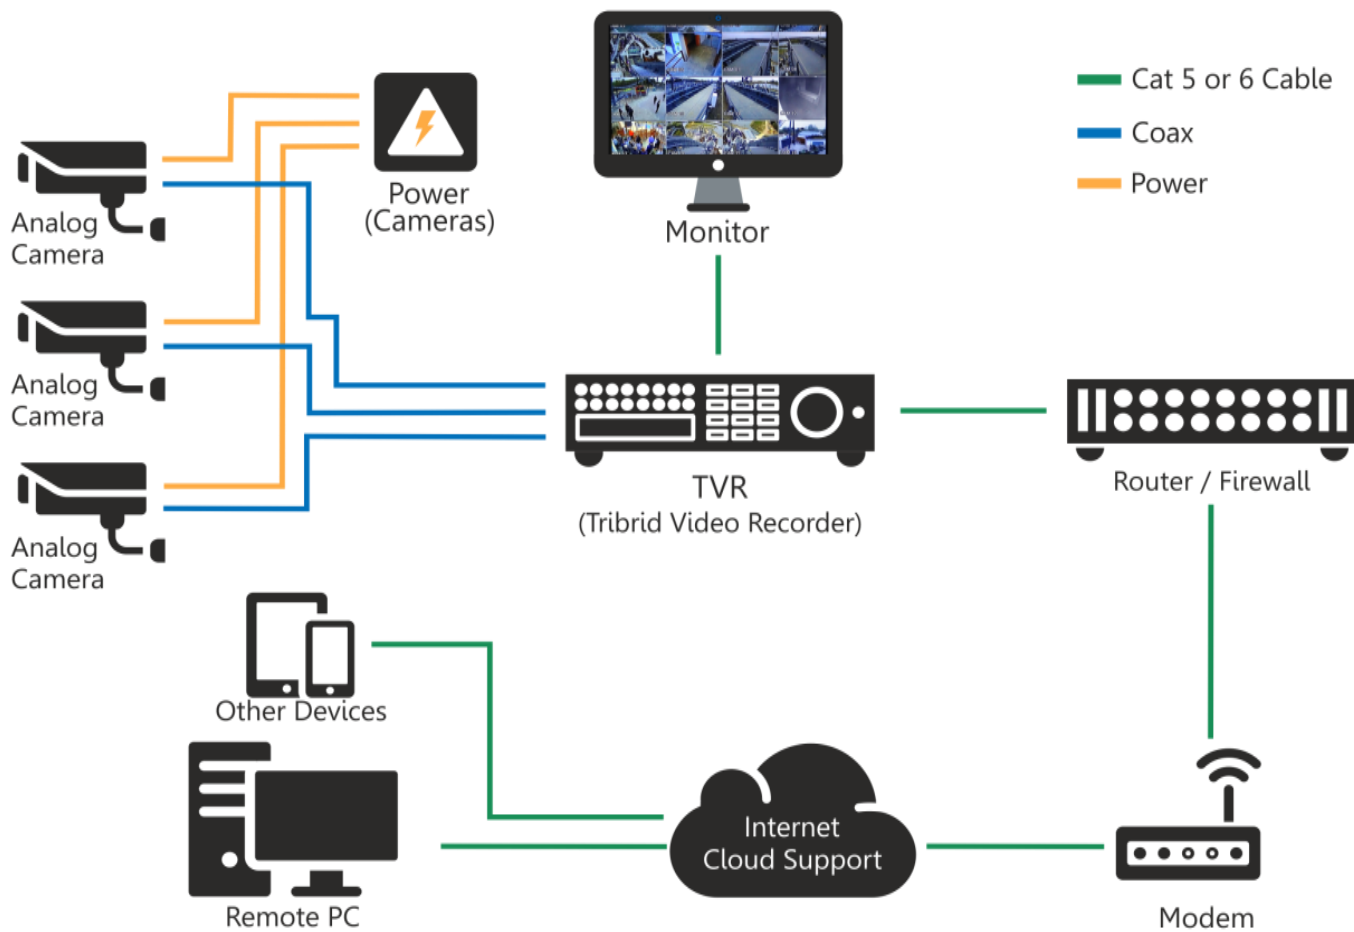 Cat 5 or 6 Cable
Coax
Power
Power
(Cameras)
Monitor
Analog
Camera
Analog
Camera
Analog
Camera
TVR
(Tribrid Video Recorder)
Router / Firewall
Other Devices
Internet
Cloud Support
Remote PC
Modem